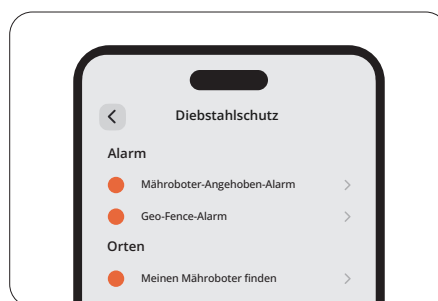 Diebstahlschutz
Alarm
Mähroboter-Angehoben-Alarm
Geo-Fence-Alarm
Orten
Meinen Mähroboter finden